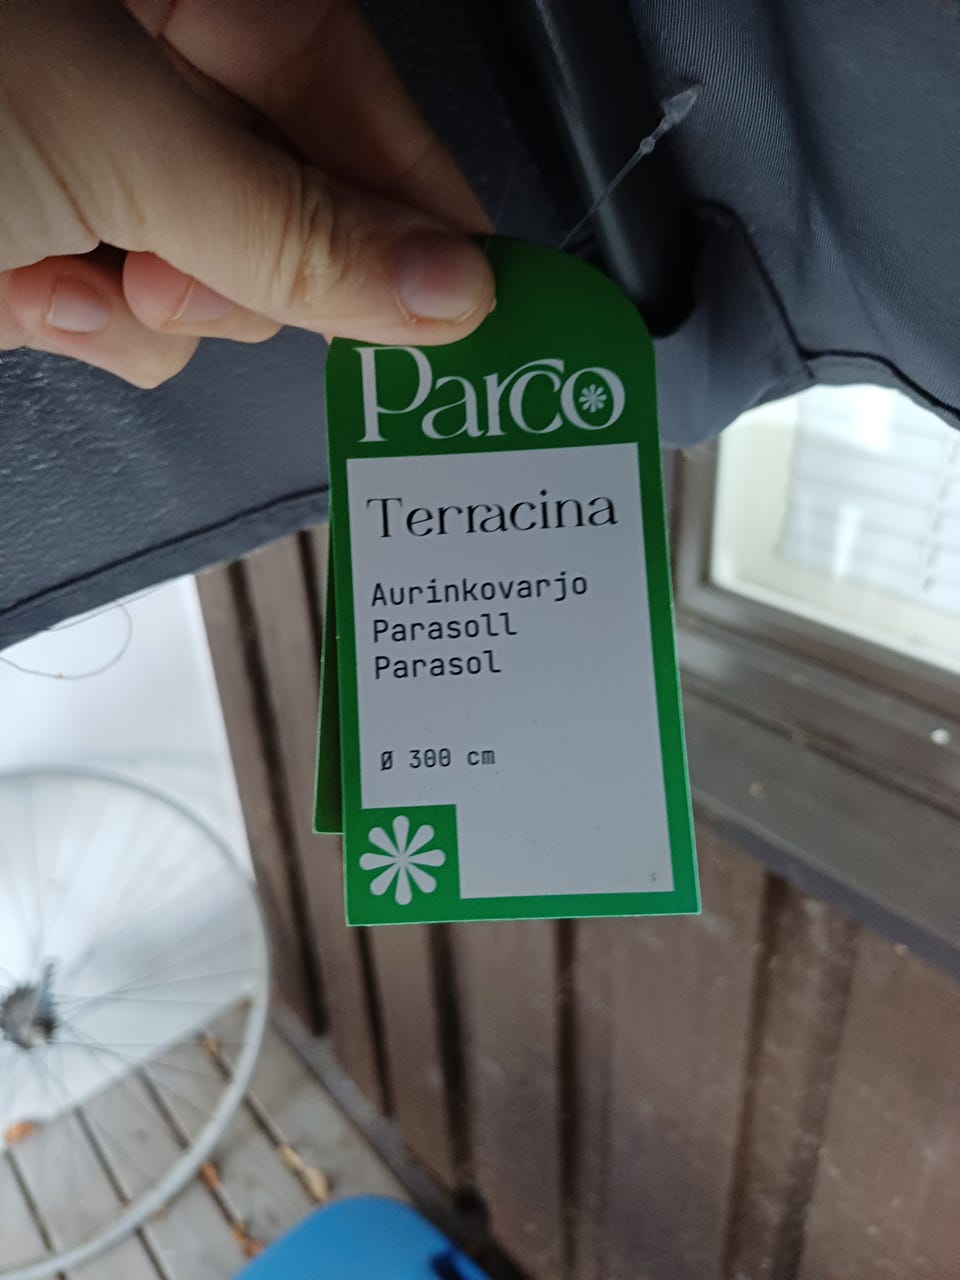 Parco
Terracina
Aurinkovarjo
Parasoll
Parasol
Ø 300 cm